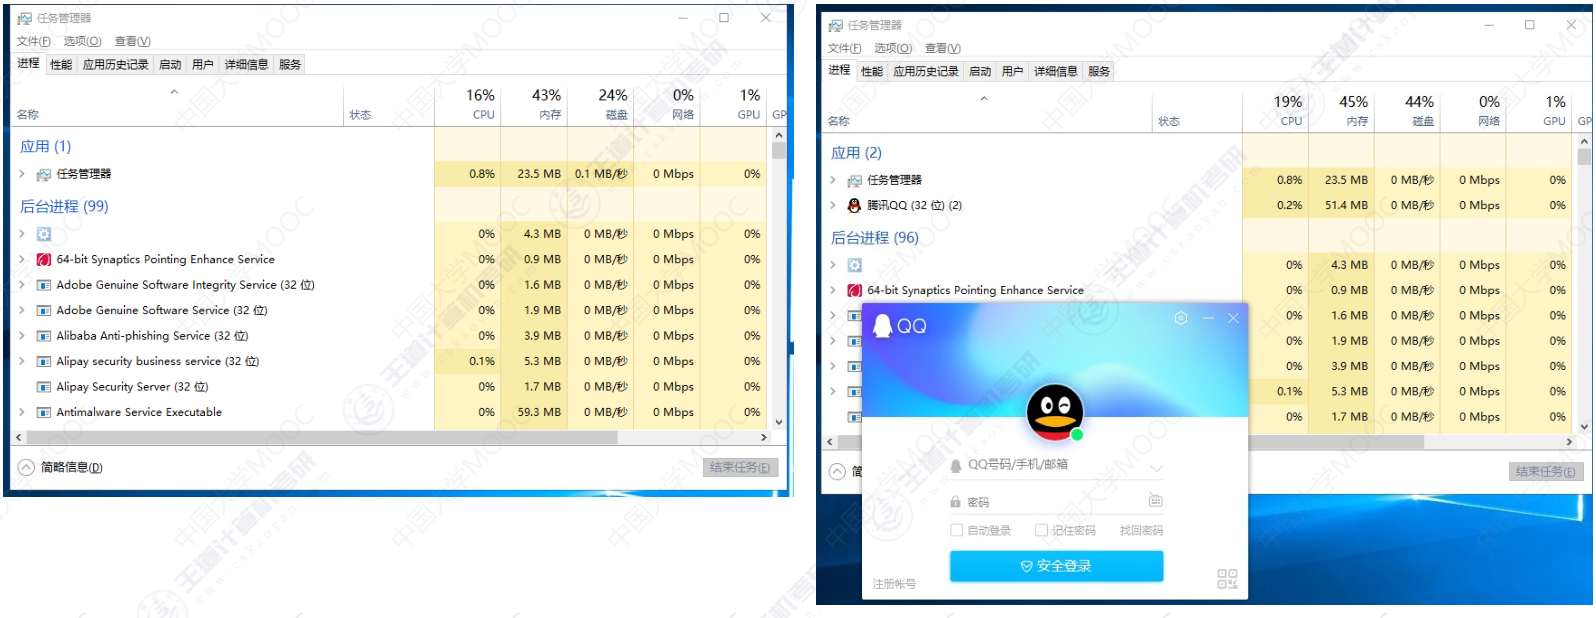 任务管理器
文件(F) 选项(O) 查看(V)
进程 性能 应用历史记录 启动 用户 详细信息 服务
16% 43% 24% 0% 1%
名称 状态 CPU 内存 磁盘 网络 GPU GP
应用 (1)
任务管理器 0.8% 23.5 MB 0.1 MB/秒 0 Mbps 0%
后台进程 (99)
0% 4.3 MB 0 MB/秒 0 Mbps 0%
64-bit Synaptics Pointing Enhance Service 0% 0.9 MB 0 MB/秒 0 Mbps 0%
Adobe Genuine Software Integrity Service (32 位) 0% 1.6 MB 0 MB/秒 0 Mbps 0%
Adobe Genuine Software Service (32 位) 0% 1.9 MB 0 MB/秒 0 Mbps 0%
Alibaba Anti-phishing Service (32 位) 0% 3.9 MB 0 MB/秒 0 Mbps 0%
Alipay security business service (32 位) 0.1% 5.3 MB 0 MB/秒 0 Mbps 0%
Alipay Security Server (32 位) 0% 1.7 MB 0 MB/秒 0 Mbps 0%
Antimalware Service Executable 0% 59.3 MB 0 MB/秒 0 Mbps 0%
简略信息(D) 结束任务(E)
任务管理器
文件(F) 选项(O) 查看(V)
进程 性能 应用历史记录 启动 用户 详细信息 服务
19% 45% 44% 0% 1%
名称 状态 CPU 内存 磁盘 网络 GPU GP
应用 (2)
任务管理器 0.8% 23.5 MB 0 MB/秒 0 Mbps 0%
腾讯QQ (32 位) (2) 0.2% 51.4 MB 0 MB/秒 0 Mbps 0%
后台进程 (96)
0% 4.3 MB 0 MB/秒 0 Mbps 0%
64-bit Synaptics Pointing Enhance Service 0% 0.9 MB 0 MB/秒 0 Mbps 0%
0% 1.6 MB 0 MB/秒 0 Mbps 0%
0% 1.9 MB 0 MB/秒 0 Mbps 0%
0% 3.9 MB 0 MB/秒 0 Mbps 0%
0.1% 5.3 MB 0 MB/秒 0 Mbps 0%
0% 1.7 MB 0 MB/秒 0 Mbps 0%
简 结束任务(E)
QQ
QQ号码/手机/邮箱
密码
自动登录 记住密码 找回密码
安全登录
注册帐号
中国大学MOOC
王道计算机考研
www.cskaoyan.com